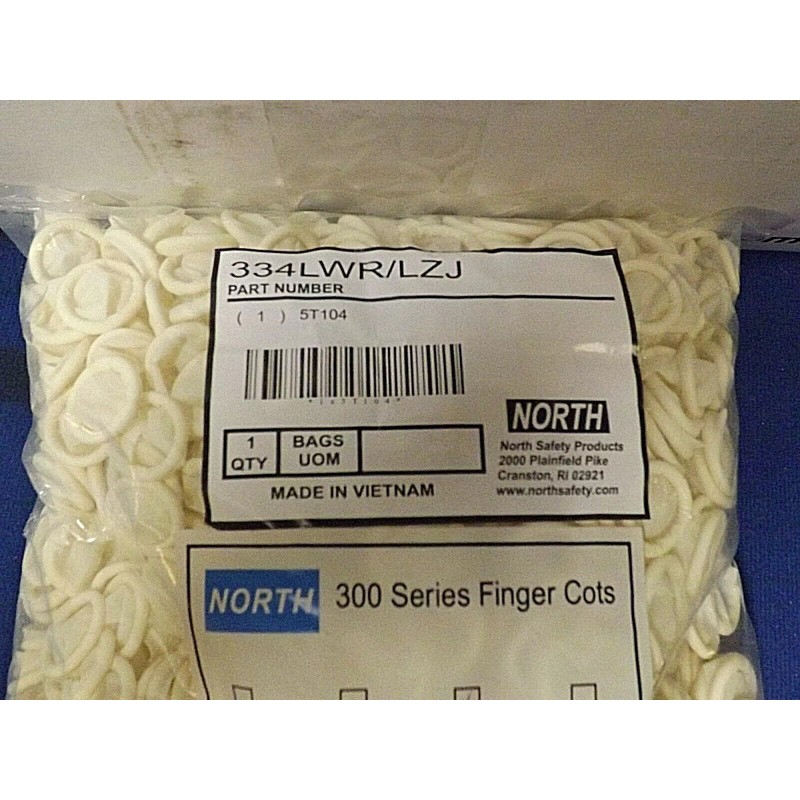 334LWR/LZJ
PART NUMBER
( 1 ) 5T104
*1K5T104*
1 QTY
BAGS UOM
MADE IN VIETNAM
NORTH
North Safety Products
2000 Plainfield Pike
Cranston, RI 02921
www.northsafety.com
NORTH
300 Series Finger Cots